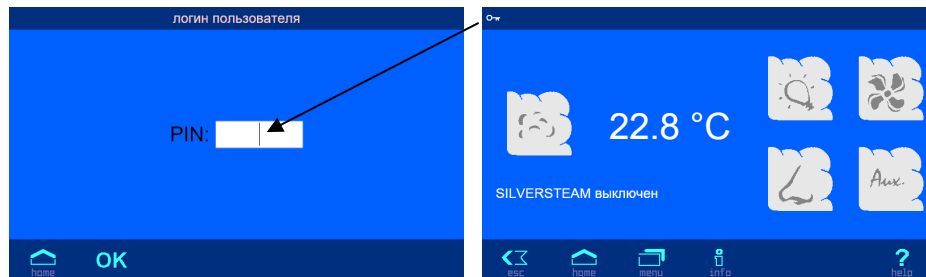 логин пользователя
PIN:
home
OK
22.8 °C
Aux.
SILVERSTEAM выключен
esc
home
menu
info
?
help